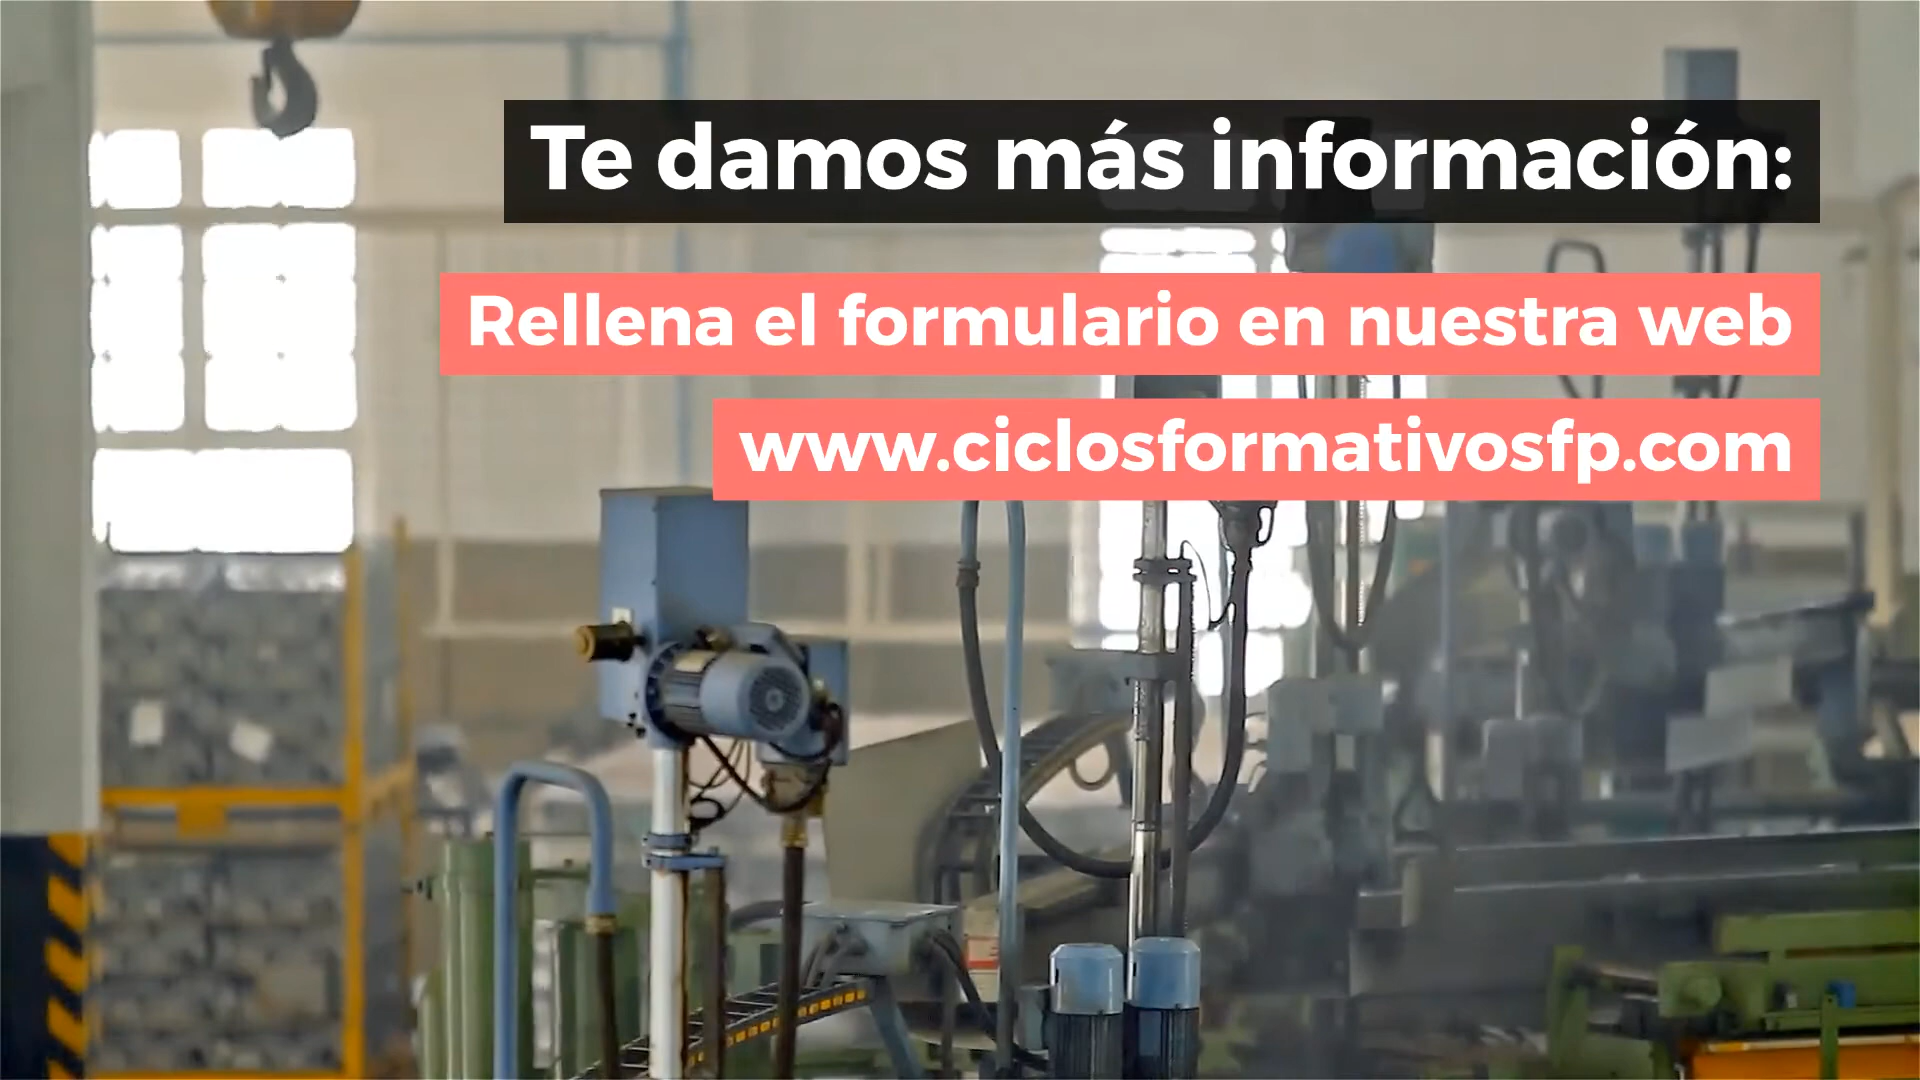 Te damos más información:
Rellena el formulario en nuestra web
www.ciclosformativosfp.com